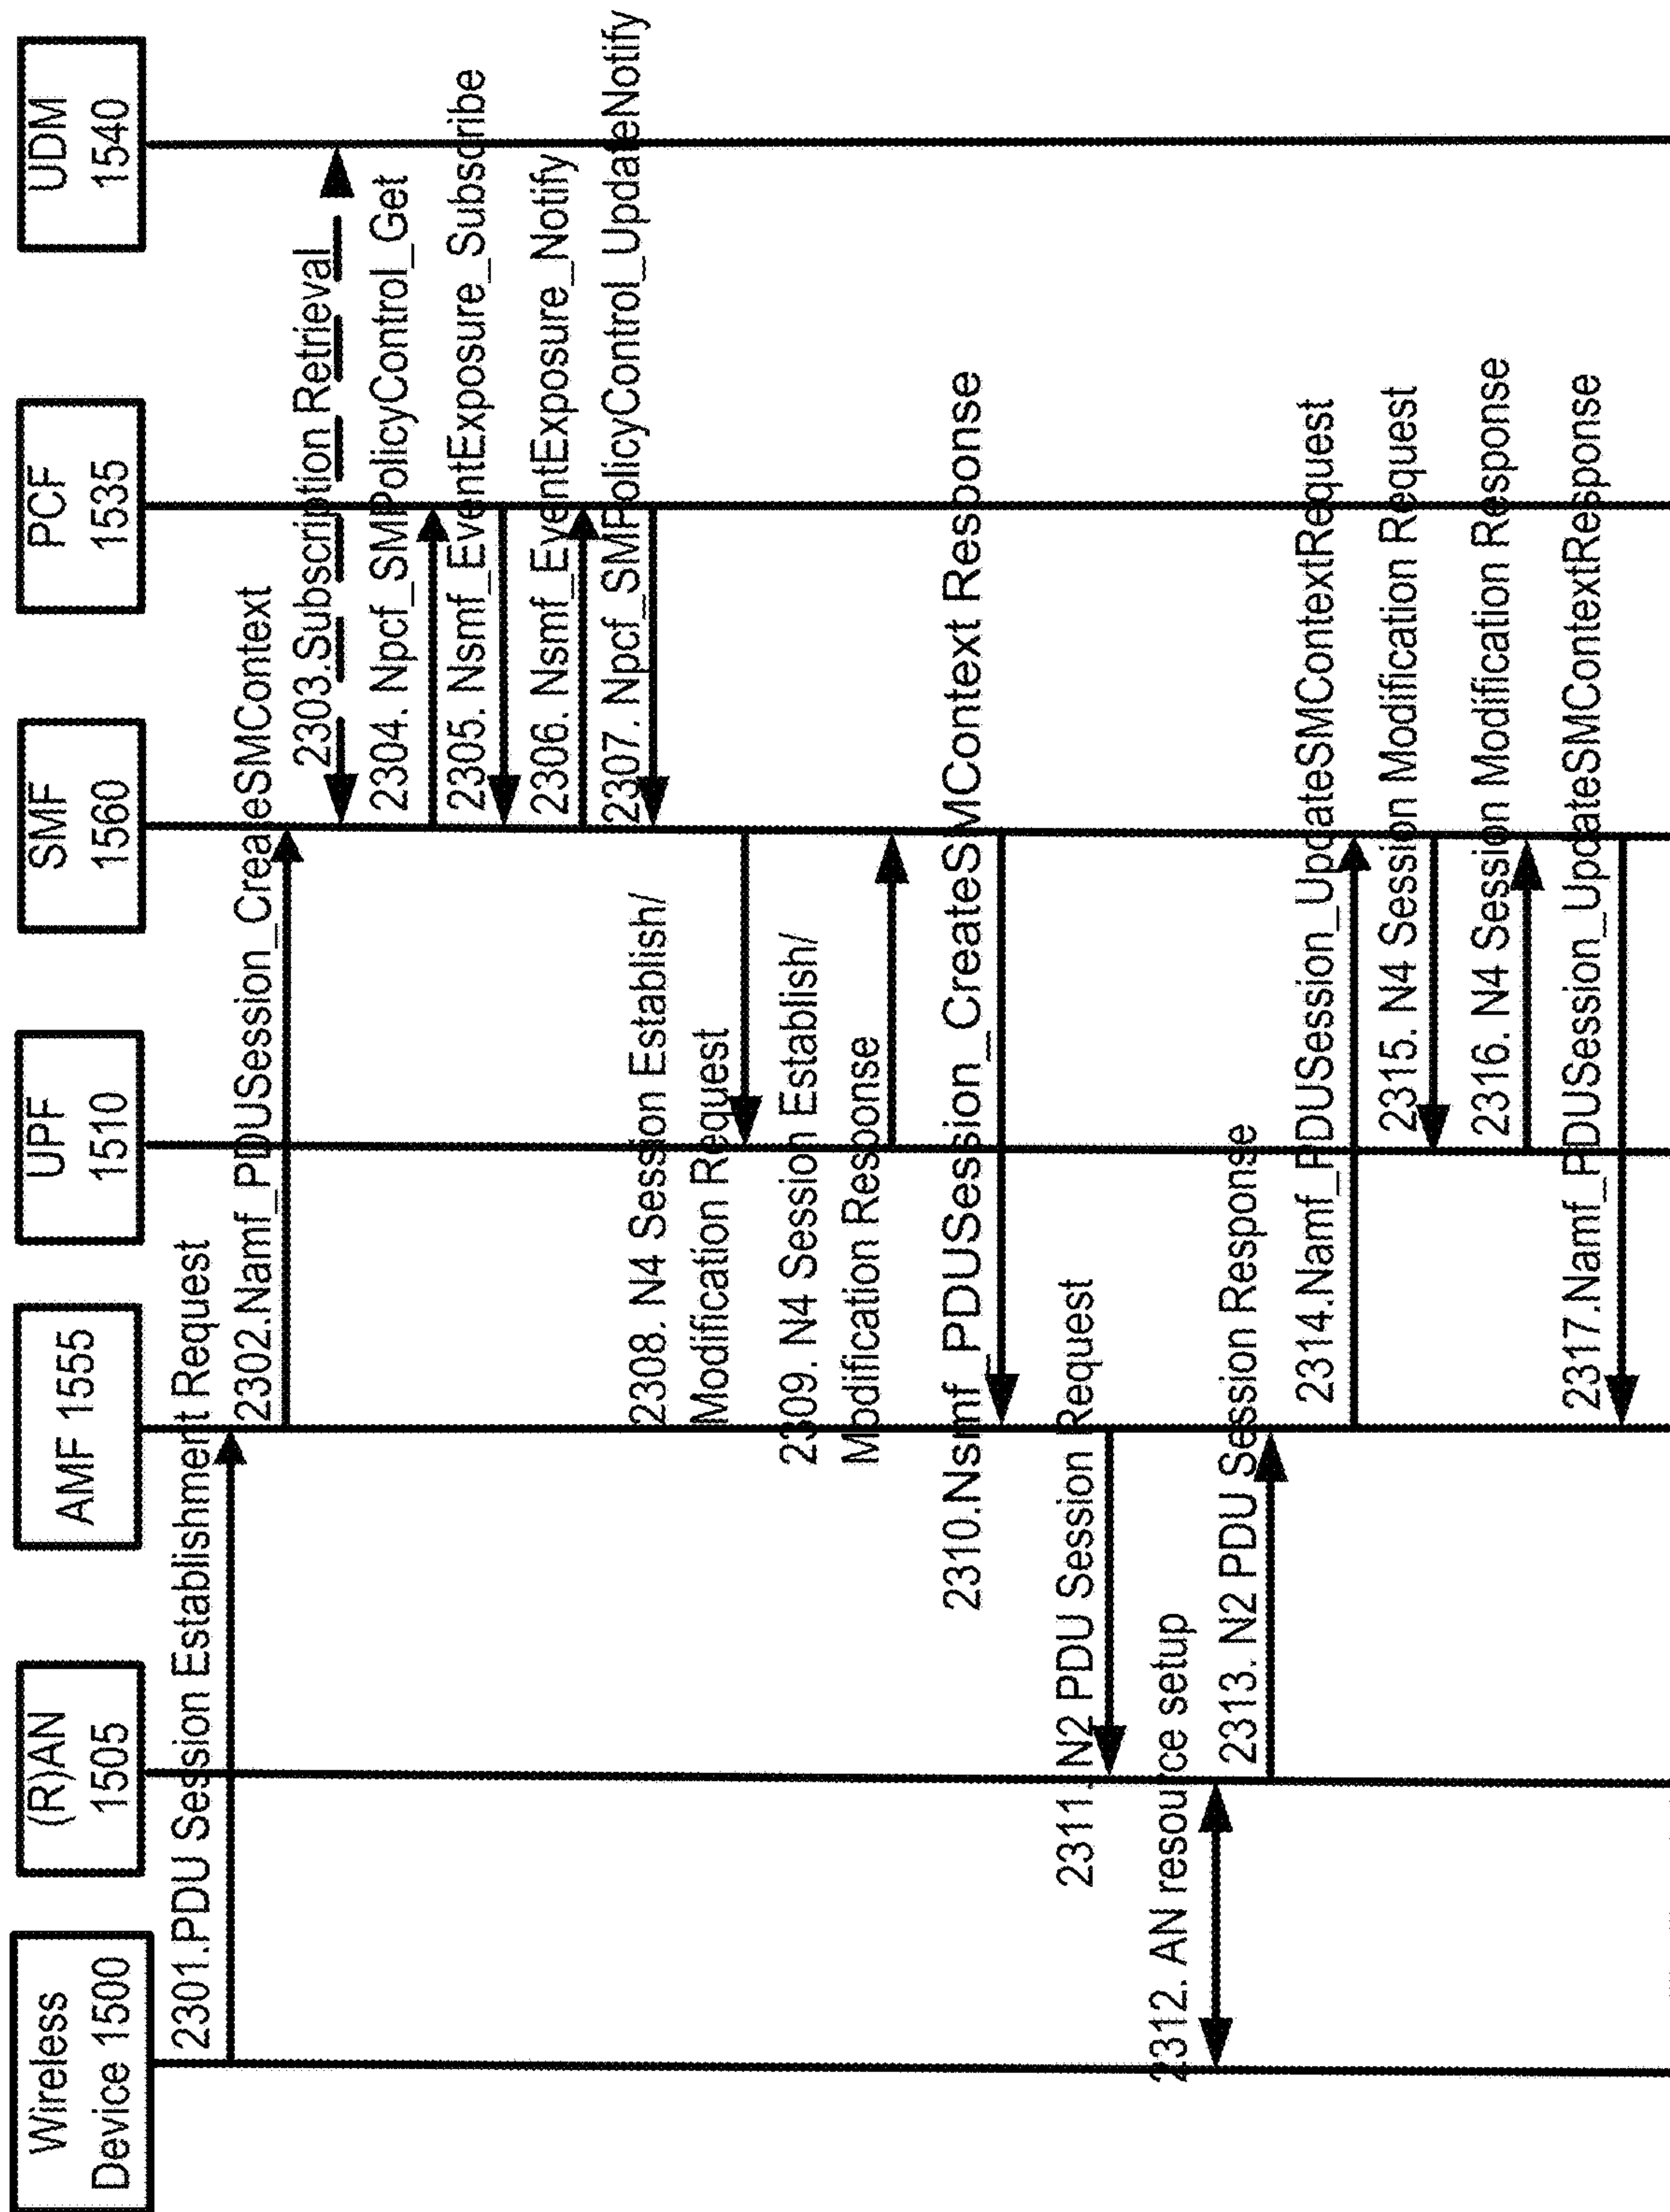 Wireless
Device 1500
(R)AN
1505
AMF 1555
UPF
1510
SMF
1560
PCF
1535
UDM
1540
2301.PDU Session Establishment Request
2302.Namf_PDUSession_CreateSMContext
2303.Subscription Retrieval
2304. Npcf_SMPolicyControl_Get
2305. Nsmf_EventExposure_Subscribe
2306. Nsmf_EventExposure_Notify
2307. Npcf_SMPolicyControl_UpdateNotify
2308. N4 Session Establish/
Modification Request
2309. N4 Session Establish/
Modification Response
2310.Nsmf_PDUSession_CreateSMContext Response
2311. N2 PDU Session Request
2312. AN resource setup
2313. N2 PDU Session Response
2314.Namf_PDUSession_UpdateSMContextRequest
2315. N4 Session Modification Request
2316. N4 Session Modification Response
2317.Namf_PDUSession_UpdateSMContextResponse